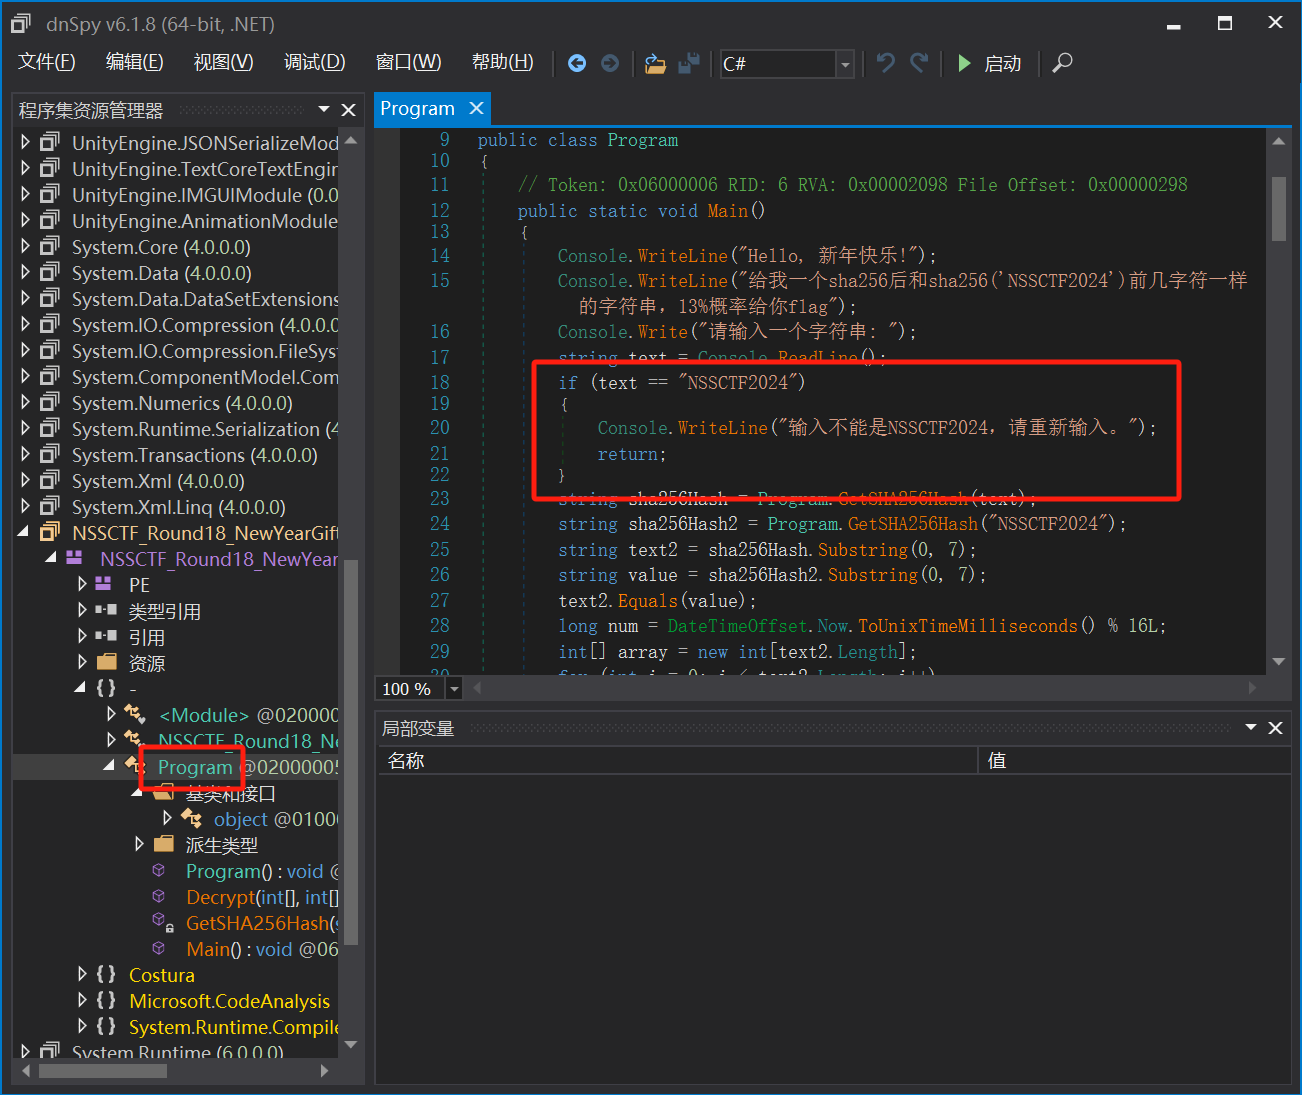 dnSpy v6.1.8 (64-bit, .NET)
文件(F) 编辑(E) 视图(V) 调试(D) 窗口(W) 帮助(H) C# 启动
程序集资源管理器
UnityEngine.JSONSerializeMod
UnityEngine.TextCoreTextEngin
UnityEngine.IMGUIModule (0.0
UnityEngine.AnimationModule
System.Core (4.0.0.0)
System.Data (4.0.0.0)
System.Data.DataSetExtensions
System.IO.Compression (4.0.0.0
System.IO.Compression.FileSyst
System.ComponentModel.Com
System.Numerics (4.0.0.0)
System.Runtime.Serialization (4
System.Transactions (4.0.0.0)
System.Xml (4.0.0.0)
System.Xml.Linq (4.0.0.0)
NSSCTF_Round18_NewYearGift
NSSCTF_Round18_NewYear
PE
类型引用
引用
资源
{ } -
<Module> @020000
NSSCTF_Round18_Ne
Program @02000005
基类和接口
object @0100
派生类型
Program() : void @
Decrypt(int[], int[]
GetSHA256Hash(s
Main() : void @06
{ } Costura
{ } Microsoft.CodeAnalysis
{ } System.Runtime.Compile
System.Runtime (6.0.0.0)
Program
9 public class Program
10 {
11 // Token: 0x06000006 RID: 6 RVA: 0x00002098 File Offset: 0x00000298
12 public static void Main()
13 {
14 Console.WriteLine("Hello, 新年快乐!");
15 Console.WriteLine("给我一个sha256后和sha256('NSSCTF2024')前几字符一样
的字符串，13%概率给你flag");
16 Console.Write("请输入一个字符串: ");
17 string text = Console.ReadLine();
18 if (text == "NSSCTF2024")
19 {
20 Console.WriteLine("输入不能是NSSCTF2024，请重新输入。");
21 return;
22 }
23 string sha256Hash = Program.GetSHA256Hash(text);
24 string sha256Hash2 = Program.GetSHA256Hash("NSSCTF2024");
25 string text2 = sha256Hash.Substring(0, 7);
26 string value = sha256Hash2.Substring(0, 7);
27 text2.Equals(value);
28 long num = DateTimeOffset.Now.ToUnixTimeMilliseconds() % 16L;
29 int[] array = new int[text2.Length];
30 for (int i = 0; i < text2.Length; i++)
100 %
局部变量
名称 值